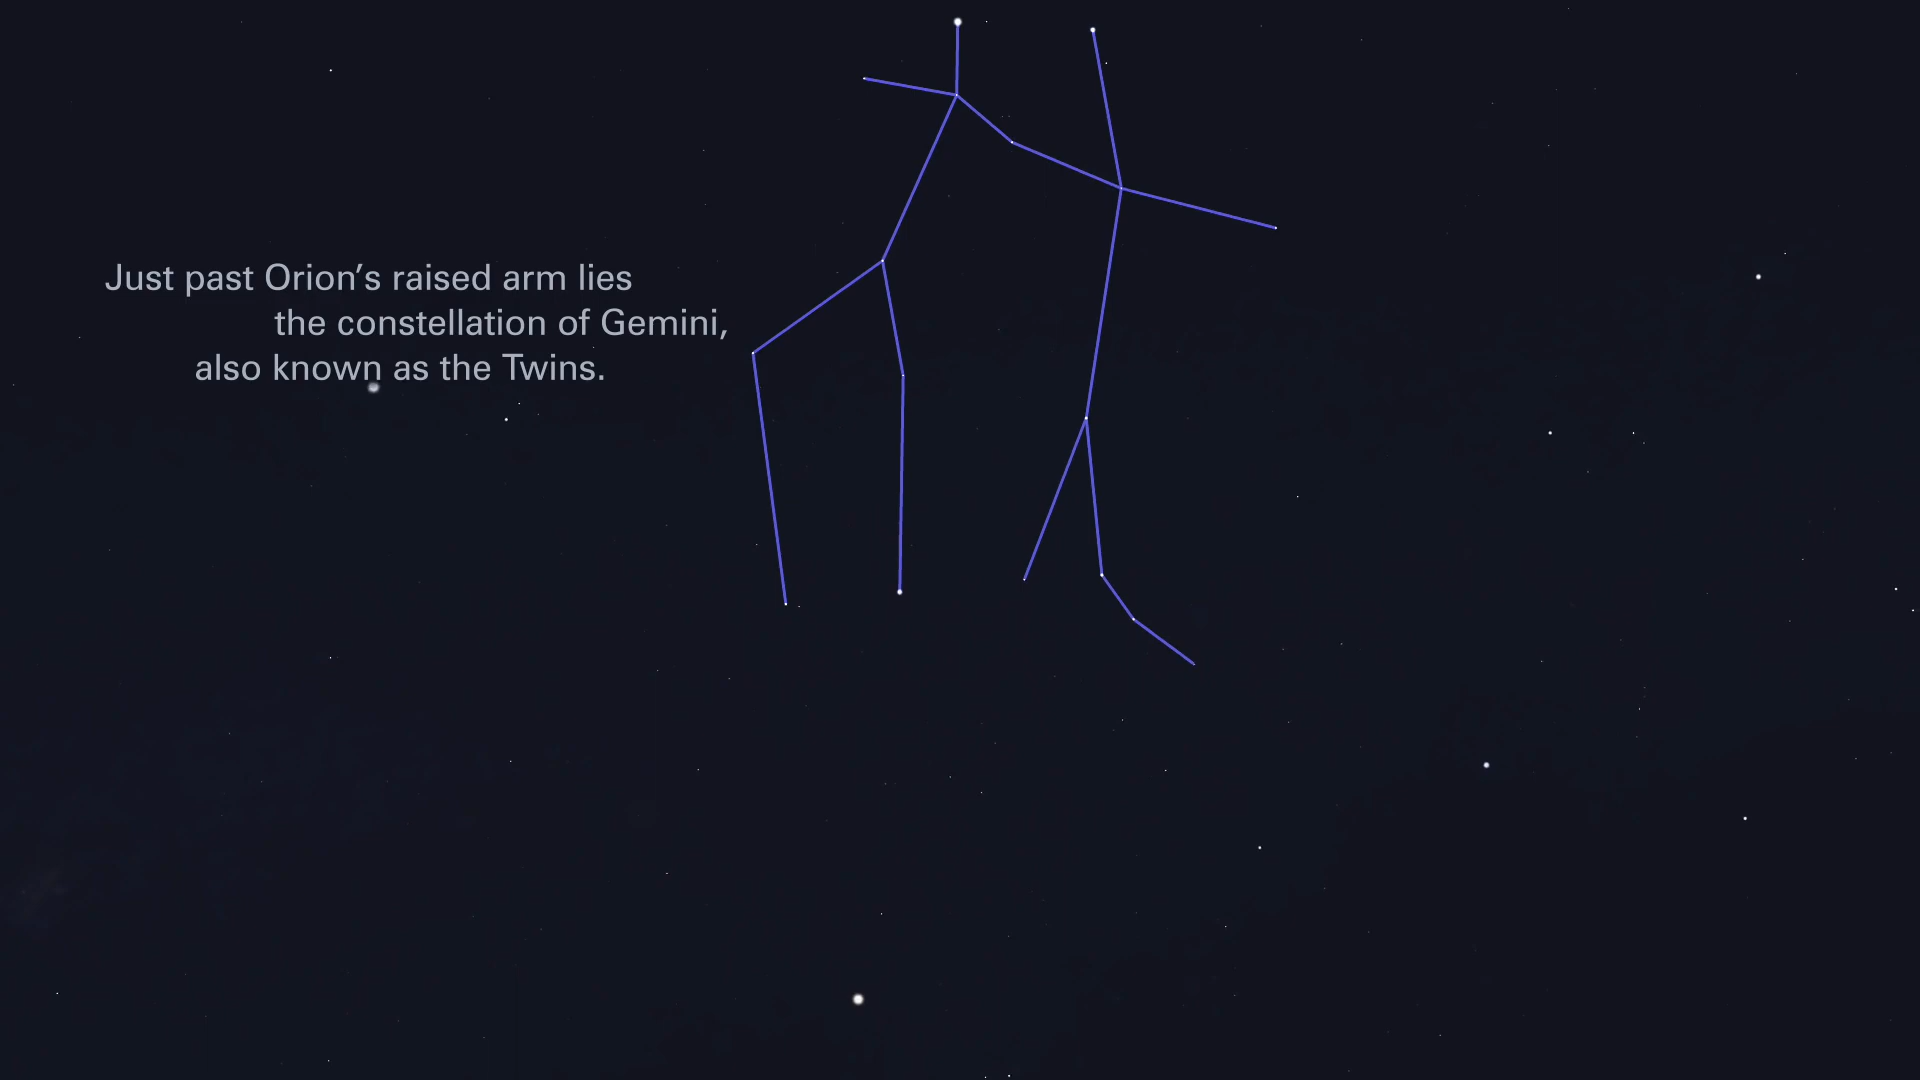 Just past Orion’s raised arm lies
the constellation of Gemini,
also known as the Twins.